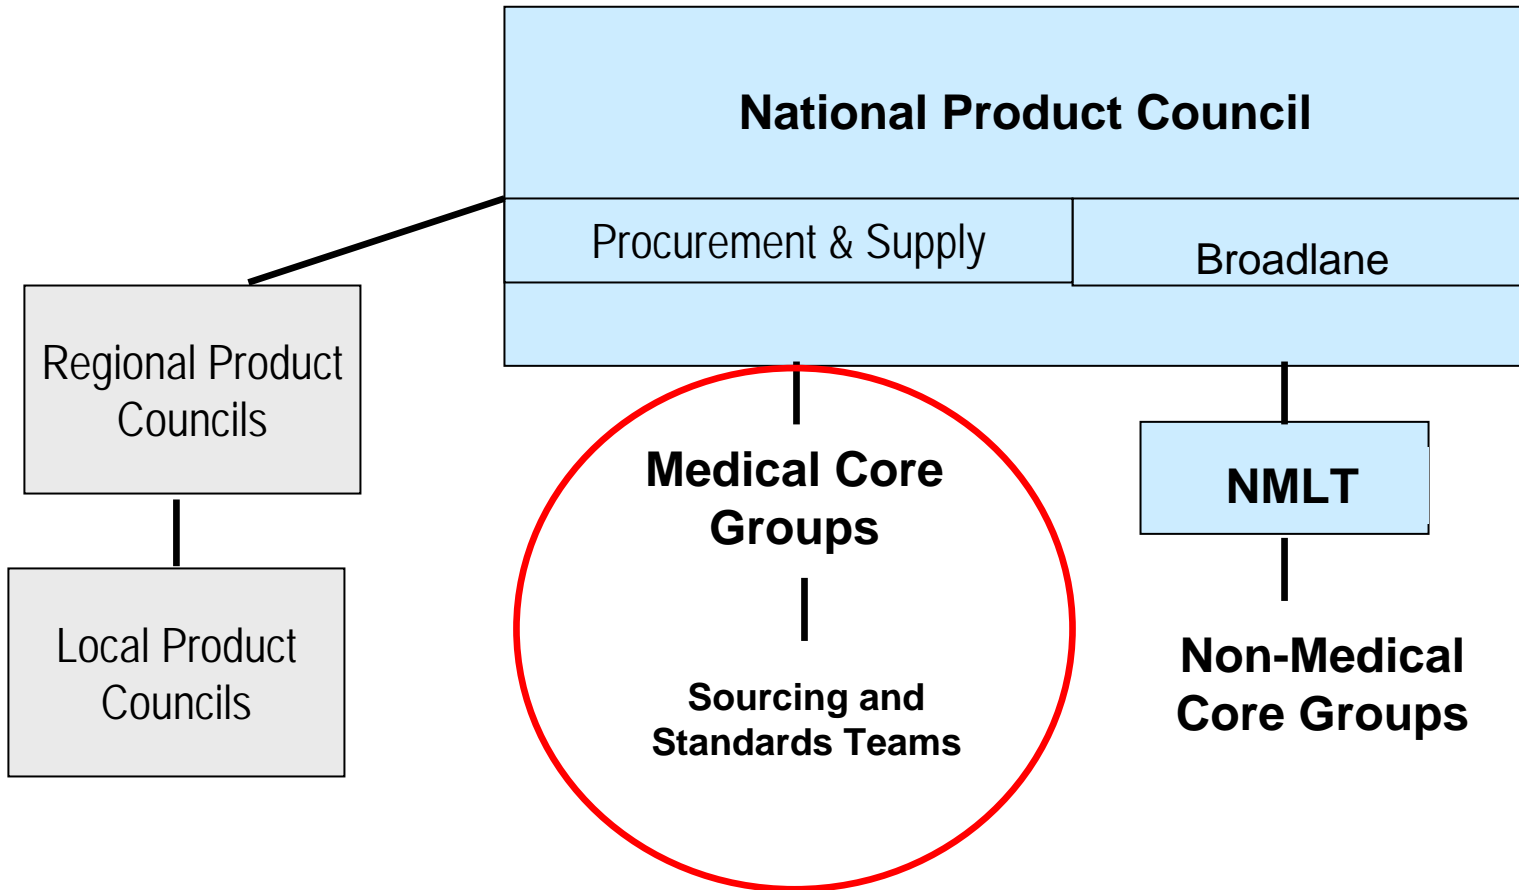 National Product Council
Procurement & Supply
Broadlane
Regional Product
Councils
Medical Core
Groups
NMLT
Local Product
Councils
Sourcing and
Standards Teams
Non-Medical
Core Groups